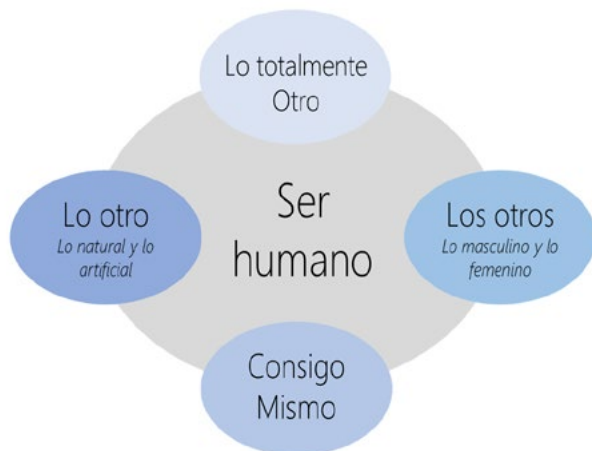 Lo totalmente
Otro
Lo otro
Lo natural y lo
artificial
Ser
humano
Los otros
Lo masculino y lo
femenino
Consigo
Mismo